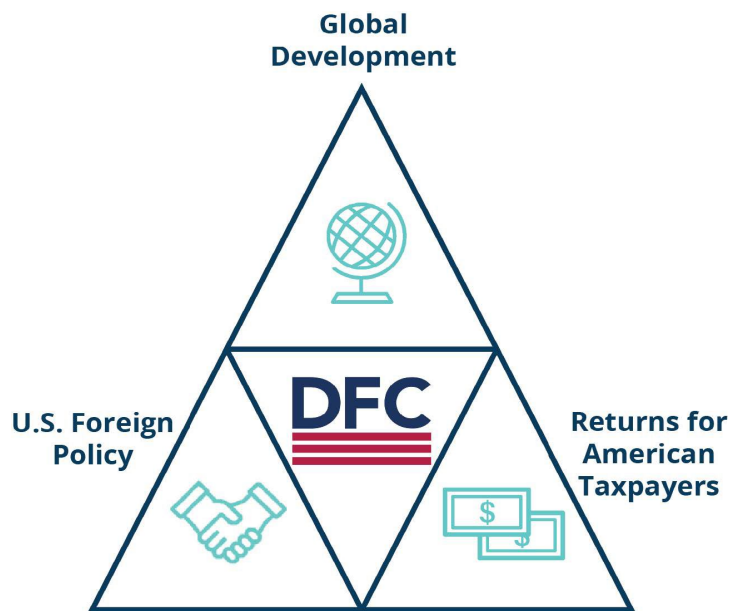 Global
Development
DFC
U.S. Foreign
Policy
Returns for
American
Taxpayers
$
$